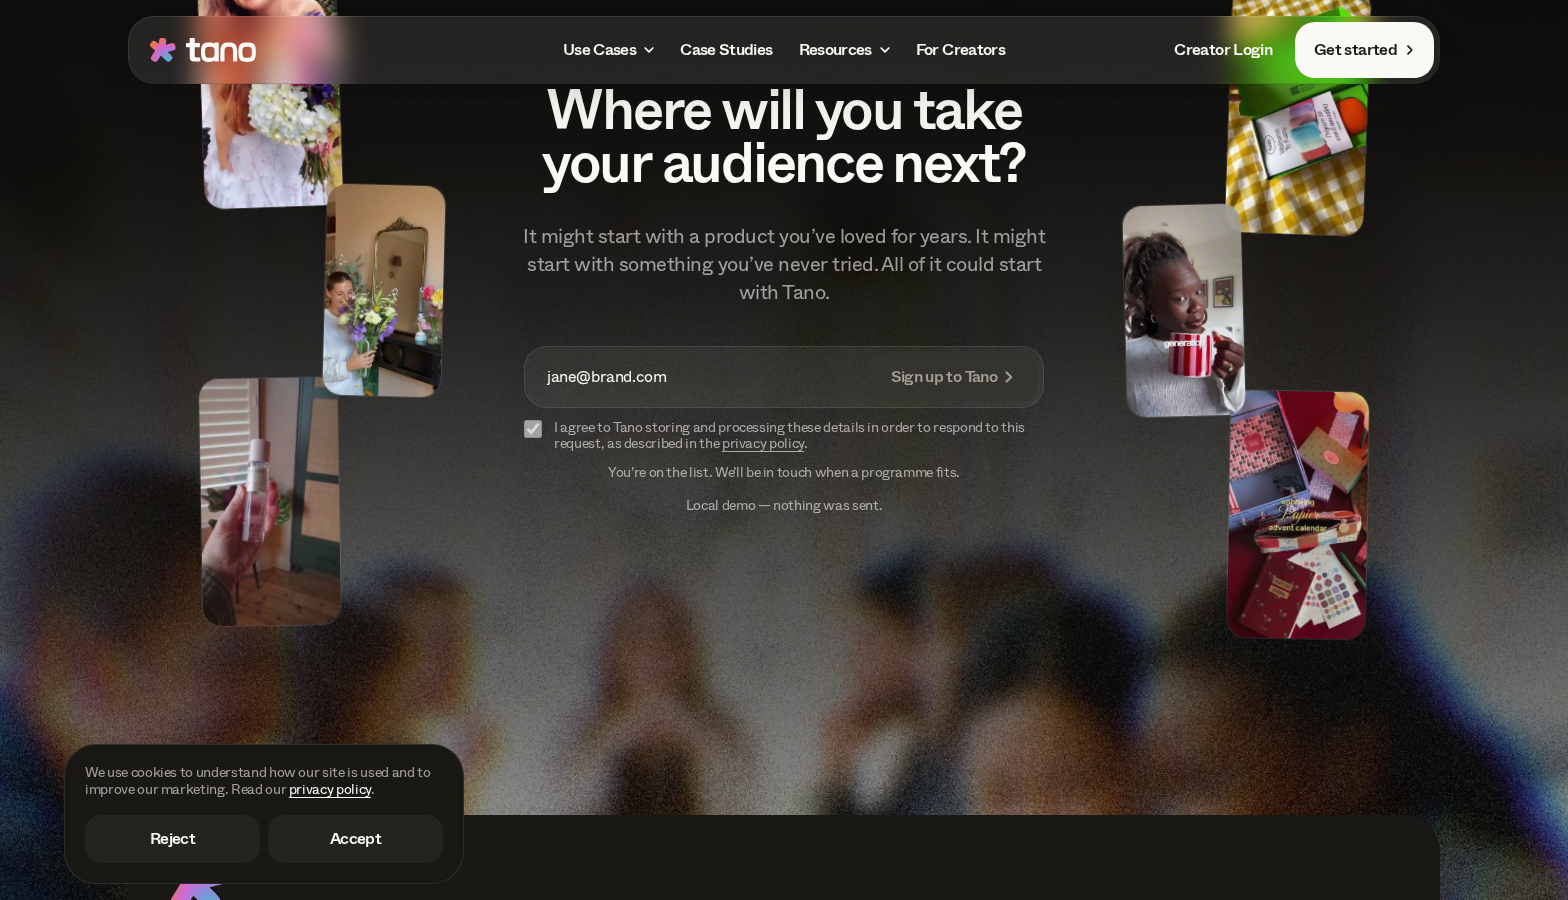 tano
Use Cases
Case Studies
Resources
For Creators
Creator Login
Get started
Where will you take
your audience next?
It might start with a product you’ve loved for years. It might
start with something you’ve never tried. All of it could start
with Tano.
generation
jane@brand.com
Sign up to Tano
I agree to Tano storing and processing these details in order to respond to this
request, as described in the privacy policy.
You’re on the list. We’ll be in touch when a programme fits.
Local demo — nothing was sent.
unboxing
Papier
advent calendar
We use cookies to understand how our site is used and to
improve our marketing. Read our privacy policy.
Reject
Accept